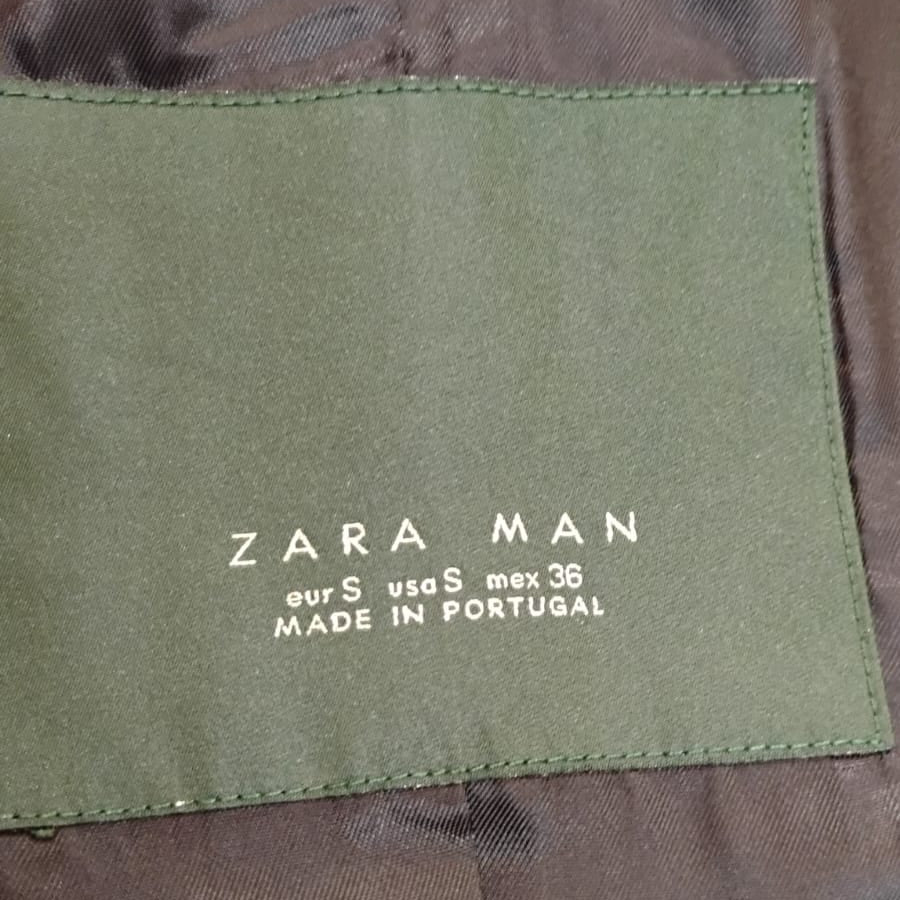 ZARA MAN
eur S usa S mex 36
MADE IN PORTUGAL